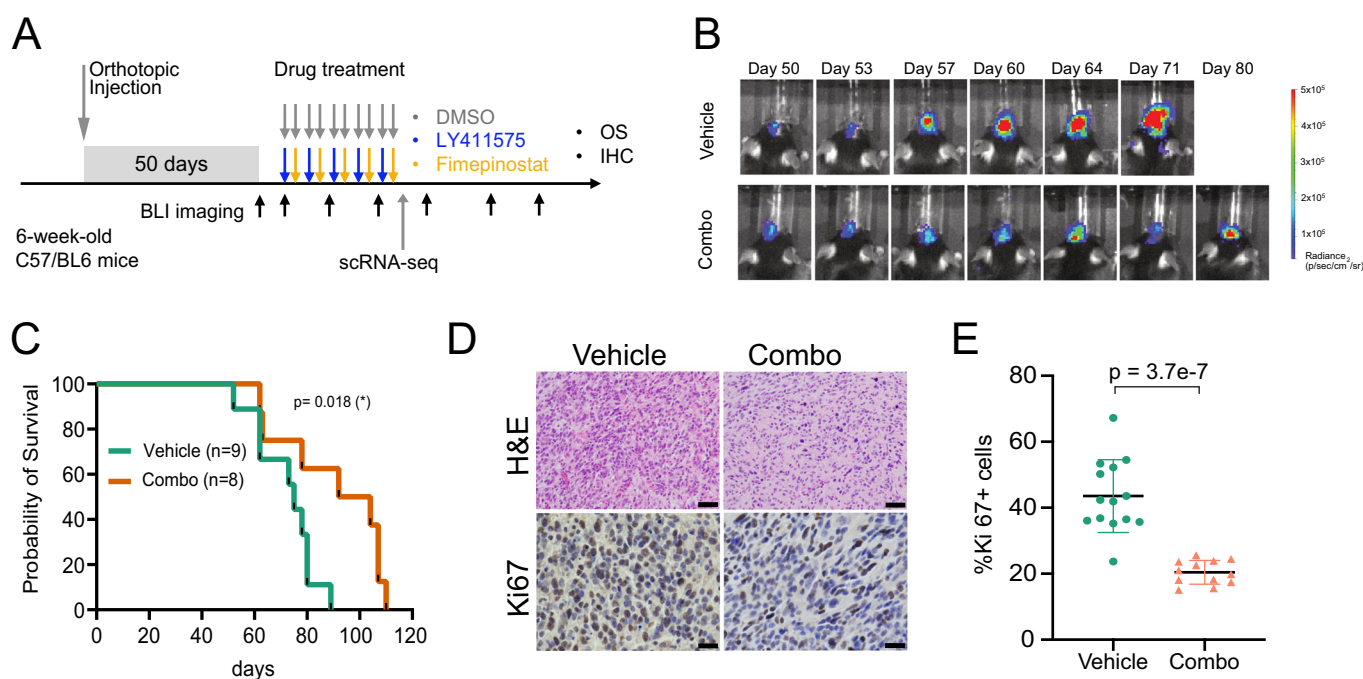 A
Orthotopic
Injection
Drug treatment
• DMSO
• LY411575
• Fimepinostat
• OS
• IHC
50 days
BLI imaging
6-week-old
C57/BL6 mice
scRNA-seq
B
Day 50 Day 53 Day 57 Day 60 Day 64 Day 71 Day 80
Vehicle
Combo
5x10⁵
4x10⁵
3x10⁵
2x10⁵
1x10⁵
Radiance
(p/sec/cm²/sr)
C
Probability of Survival
100
80
60
40
20
0
p= 0.018 (*)
Vehicle (n=9)
Combo (n=8)
0 20 40 60 80 100 120
days
D
Vehicle Combo
H&E
Ki67
E
p = 3.7e-7
%Ki 67+ cells
80
60
40
20
0
Vehicle Combo